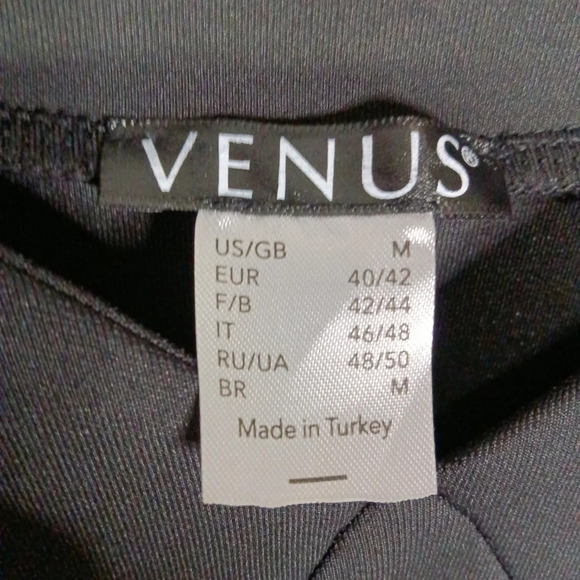 VENUS®
US/GB M
EUR 40/42
F/B 42/44
IT 46/48
RU/UA 48/50
BR M
Made in Turkey